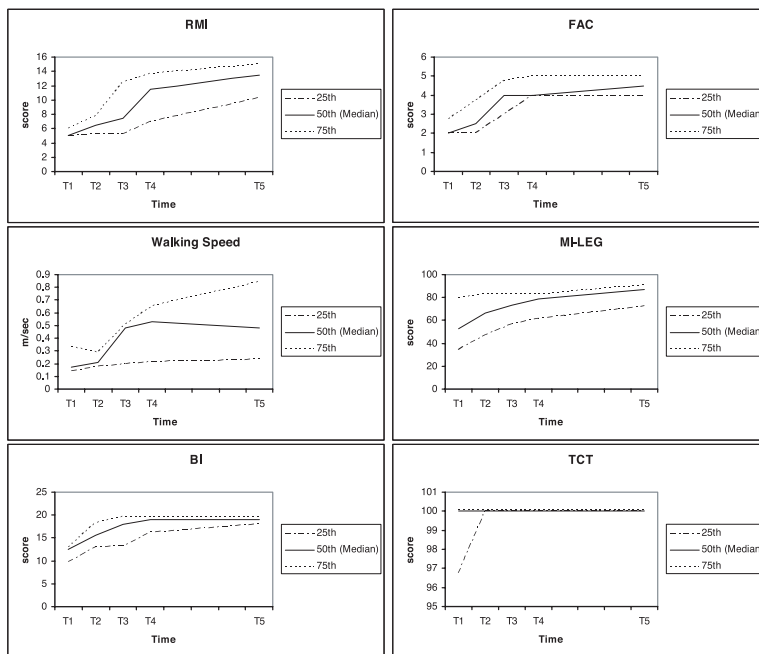 RMI
16
14
12
10
8
6
4
2
0
score
T1 T2 T3 T4 T5
Time
25th
50th (Median)
75th
FAC
6
5
4
3
2
1
0
score
T1 T2 T3 T4 T5
Time
25th
50th (Median)
75th
Walking Speed
0.9
0.8
0.7
0.6
0.5
0.4
0.3
0.2
0.1
0
m/sec
T1 T2 T3 T4 T5
Time
25th
50th (Median)
75th
MI-LEG
100
80
60
40
20
0
score
T1 T2 T3 T4 T5
Time
25th
50th (Median)
75th
BI
25
20
15
10
5
0
score
T1 T2 T3 T4 T5
Time
25th
50th (Median)
75th
TCT
101
100
99
98
97
96
95
score
T1 T2 T3 T4 T5
Time
25th
50th (Median)
75th